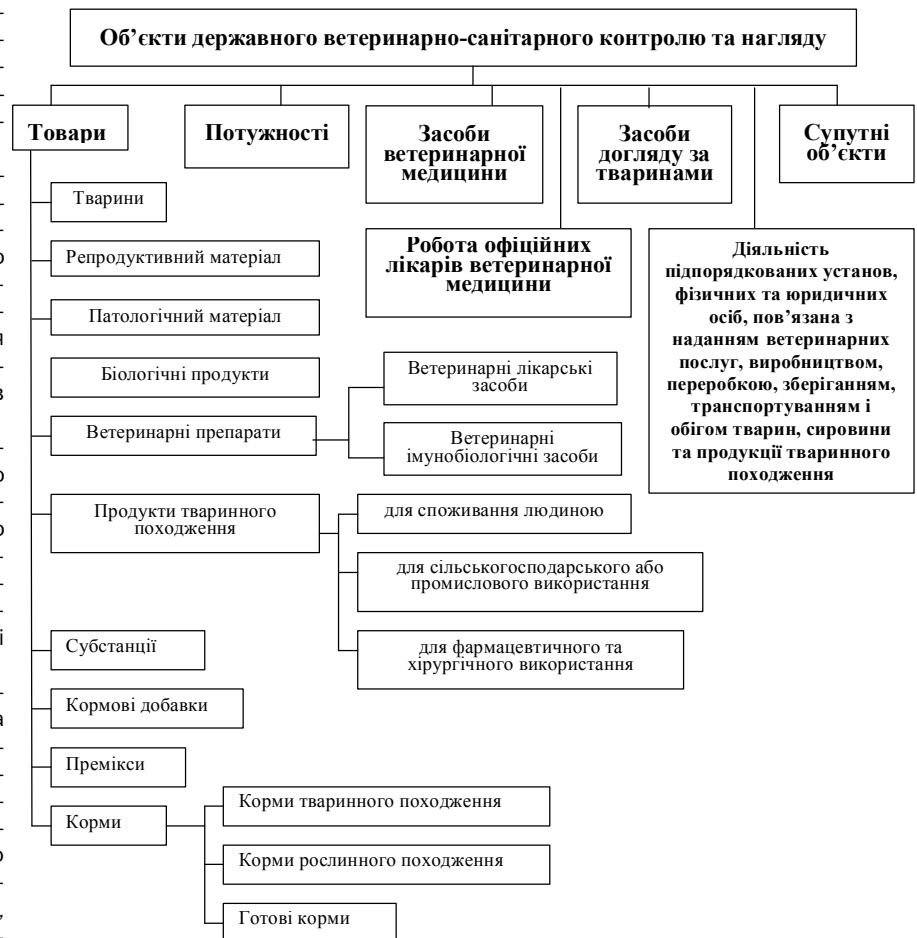 Об’єкти державного ветеринарно-санітарного контролю та нагляду
Товари
Потужності
Засоби
ветеринарної
медицини
Засоби
догляду за
тваринами
Супутні
об’єкти
Робота офіційних
лікарів ветеринарної
медицини
Діяльність
підпорядкованих установ,
фізичних та юридичних
осіб, пов’язана з
наданням ветеринарних
послуг, виробництвом,
переробкою, зберіганням,
транспортуванням і
обігом тварин, сировини
та продукції тваринного
походження
Тварини
Репродуктивний матеріал
Патологічний матеріал
Біологічні продукти
Ветеринарні препарати
Ветеринарні лікарські
засоби
Ветеринарні
імунобіологічні засоби
Продукти тваринного
походження
для споживання людиною
для сільськогосподарського або
промислового використання
для фармацевтичного та
хірургічного використання
Субстанції
Кормові добавки
Премікси
Корми
Корми тваринного походження
Корми рослинного походження
Готові корми